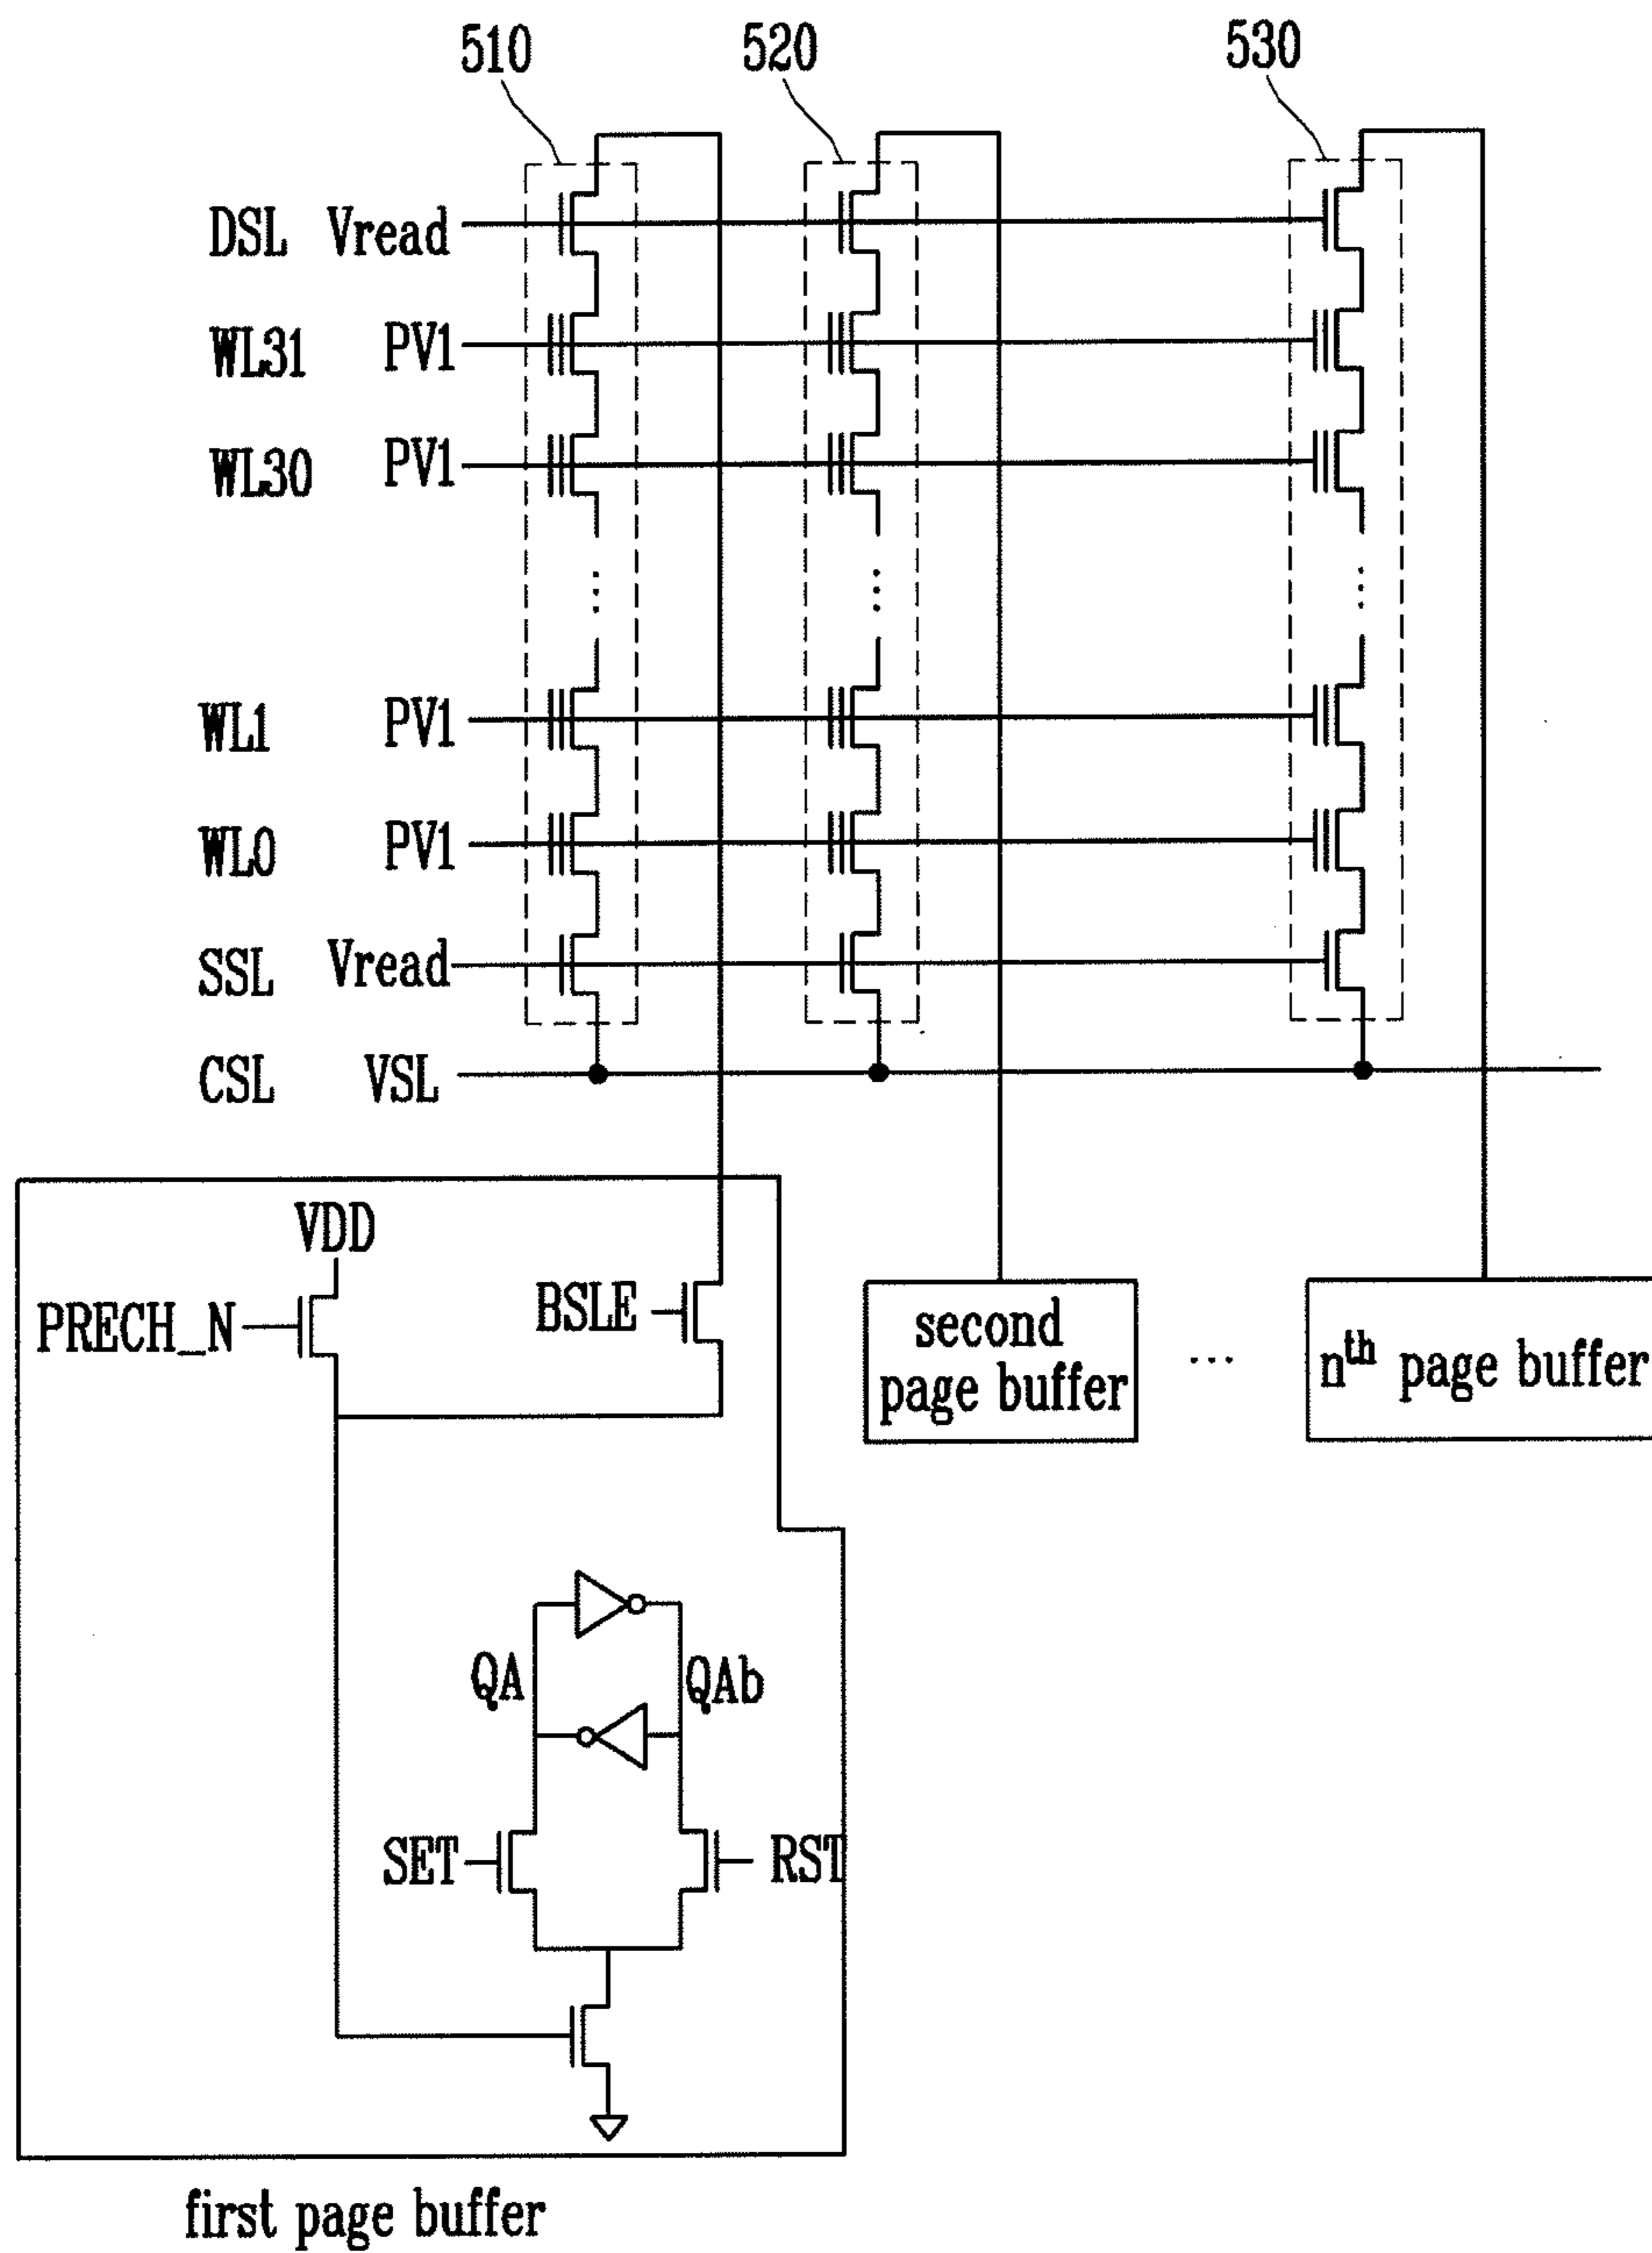 510 520 530
DSL Vread
WL31 PV1
WL30 PV1
WL1 PV1
WL0 PV1
SSL Vread
CSL VSL
VDD
PRECH_N
BSLE
second
page buffer
...
nth page buffer
QA QAb
SET RST
first page buffer